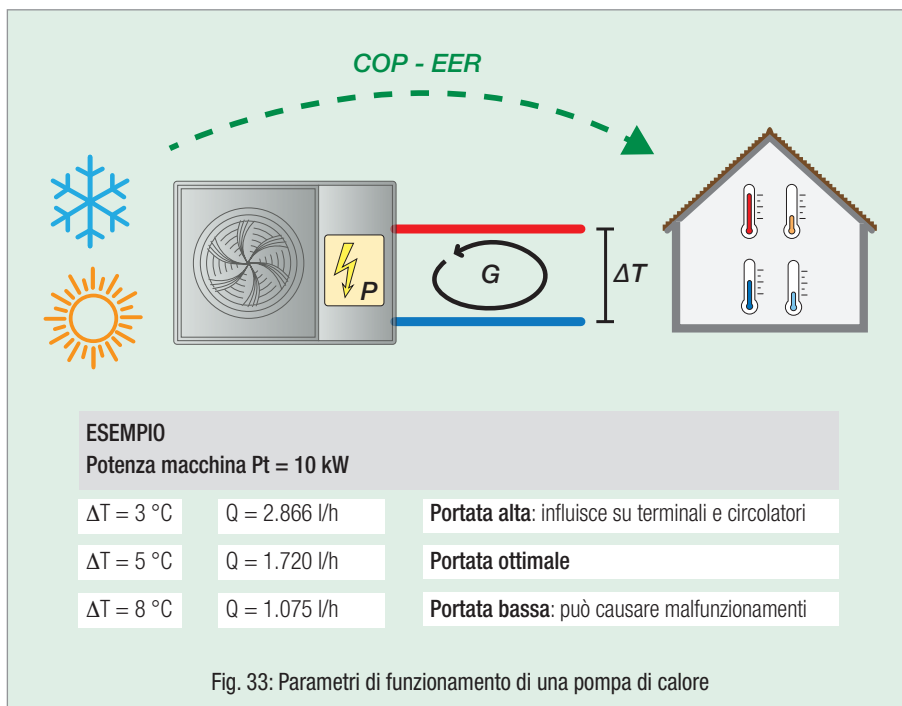 COP - EER
P
G
ΔT
ESEMPIO
Potenza macchina Pt = 10 kW
ΔT = 3 °C Q = 2.866 l/h Portata alta: influisce su terminali e circolatori
ΔT = 5 °C Q = 1.720 l/h Portata ottimale
ΔT = 8 °C Q = 1.075 l/h Portata bassa: può causare malfunzionamenti
Fig. 33: Parametri di funzionamento di una pompa di calore